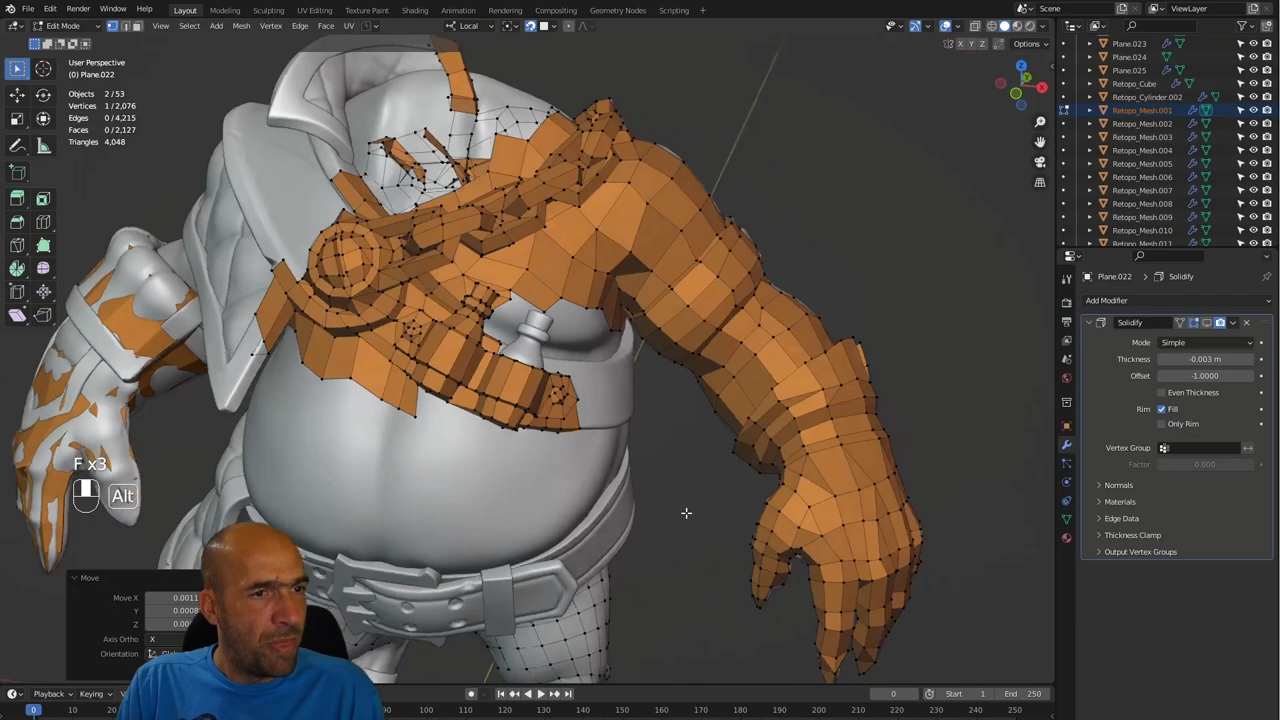 File Edit Render Window Help Layout Modeling Sculpting UV Editing Texture Paint Shading Animation Rendering Compositing Geometry Nodes Scripting Scene ViewLayer
Edit Mode View Select Add Mesh Vertex Edge Face UV Local
X Y Z Options
User Perspective
(0) Plane.022
Objects 2 / 53
Vertices 1 / 2,076
Edges 0 / 4,215
Faces 0 / 2,127
Triangles 4,048
Z
X
Y
F x3
Alt
Move
Move X 0.0011
Y 0.0008
Z
Axis Ortho X
Orientation
Playback Keying
0 Start 1 End 250
0 10 20
70 80 90 100 110 120 130 140 150 160 170 180 190 200 210 220 230 240 250
Plane.023
Plane.024
Plane.025
Retopo_Cube
Retopo_Cylinder.002
Retopo_Mesh.001
Retopo_Mesh.002
Retopo_Mesh.003
Retopo_Mesh.004
Retopo_Mesh.005
Retopo_Mesh.006
Retopo_Mesh.007
Retopo_Mesh.008
Retopo_Mesh.009
Retopo_Mesh.010
Retopo_Mesh.011
Plane.022 > Solidify
Add Modifier
Solidify
Mode Simple
Thickness -0.003 m
Offset -1.0000
Even Thickness
Rim Fill
Only Rim
Vertex Group
Factor 0.000
Normals
Materials
Edge Data
Thickness Clamp
Output Vertex Groups